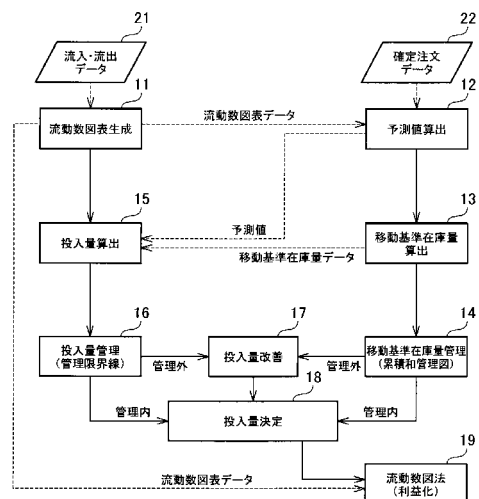 21
流入・流出
データ
22
確定注文
データ
11
流動数図表生成
流動数図表データ
12
予測値算出
15
投入量算出
予測値
移動基準在庫量データ
13
移動基準在庫量
算出
16
投入量管理
(管理限界線)
管理外
17
投入量改善
管理外
14
移動基準在庫量管理
(累積和管理図)
管理内
18
投入量決定
管理内
流動数図表データ
19
流動数図法
(利益化)